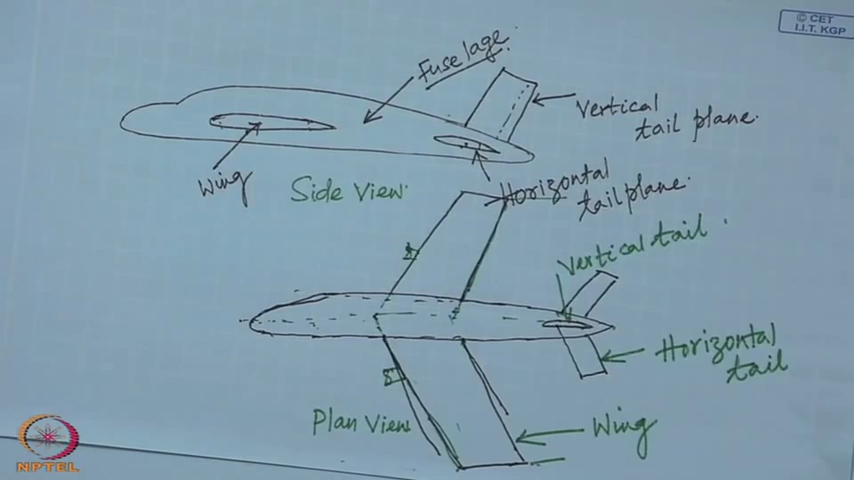 © CET
I.I.T. KGP
Fuselage
Vertical
tail plane
Wing
Side View
Horizontal
tail plane
Vertical tail
Horizontal
tail
Plan View
Wing
NPTEL